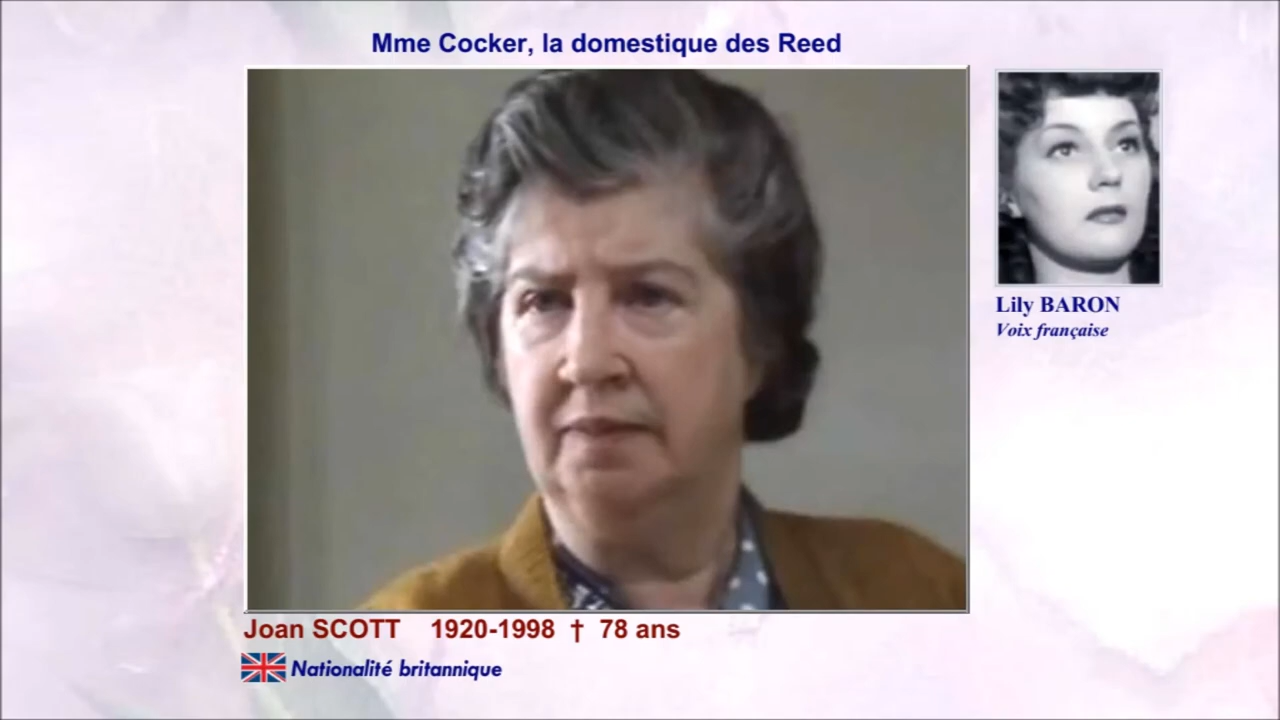 Mme Cocker, la domestique des Reed
Lily BARON
Voix française
Joan SCOTT 1920-1998 † 78 ans
Nationalité britannique